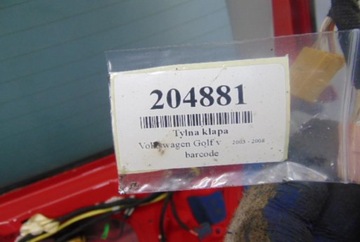 204881
Tylna klapa
Volkswagen Golf v 2003 - 2008
barcode